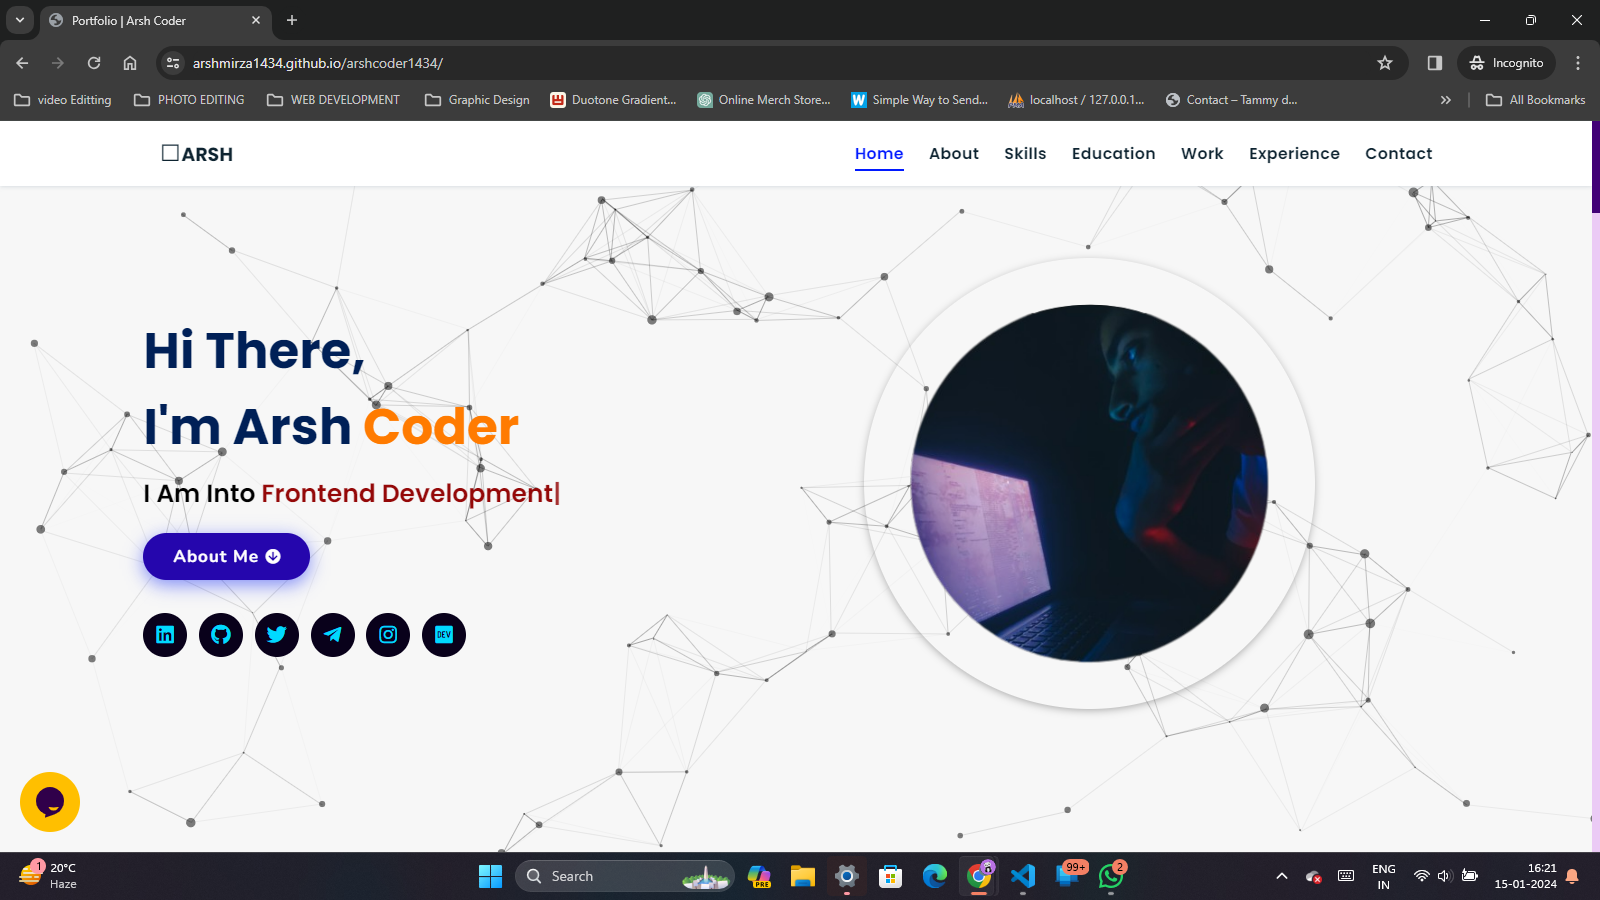 Portfolio | Arsh Coder
arshmirza1434.github.io/arshcoder1434/
Incognito
video Editting
PHOTO EDITING
WEB DEVELOPMENT
Graphic Design
Duotone Gradient...
Online Merch Store...
Simple Way to Send...
localhost / 127.0.0.1...
Contact – Tammy d...
All Bookmarks
ARSH
Home
About
Skills
Education
Work
Experience
Contact
Hi There,
I'm Arsh Coder
I Am Into Frontend Development|
About Me
DEV
1
20°C
Haze
Search
PRE
99+
2
ENG
IN
16:21
15-01-2024